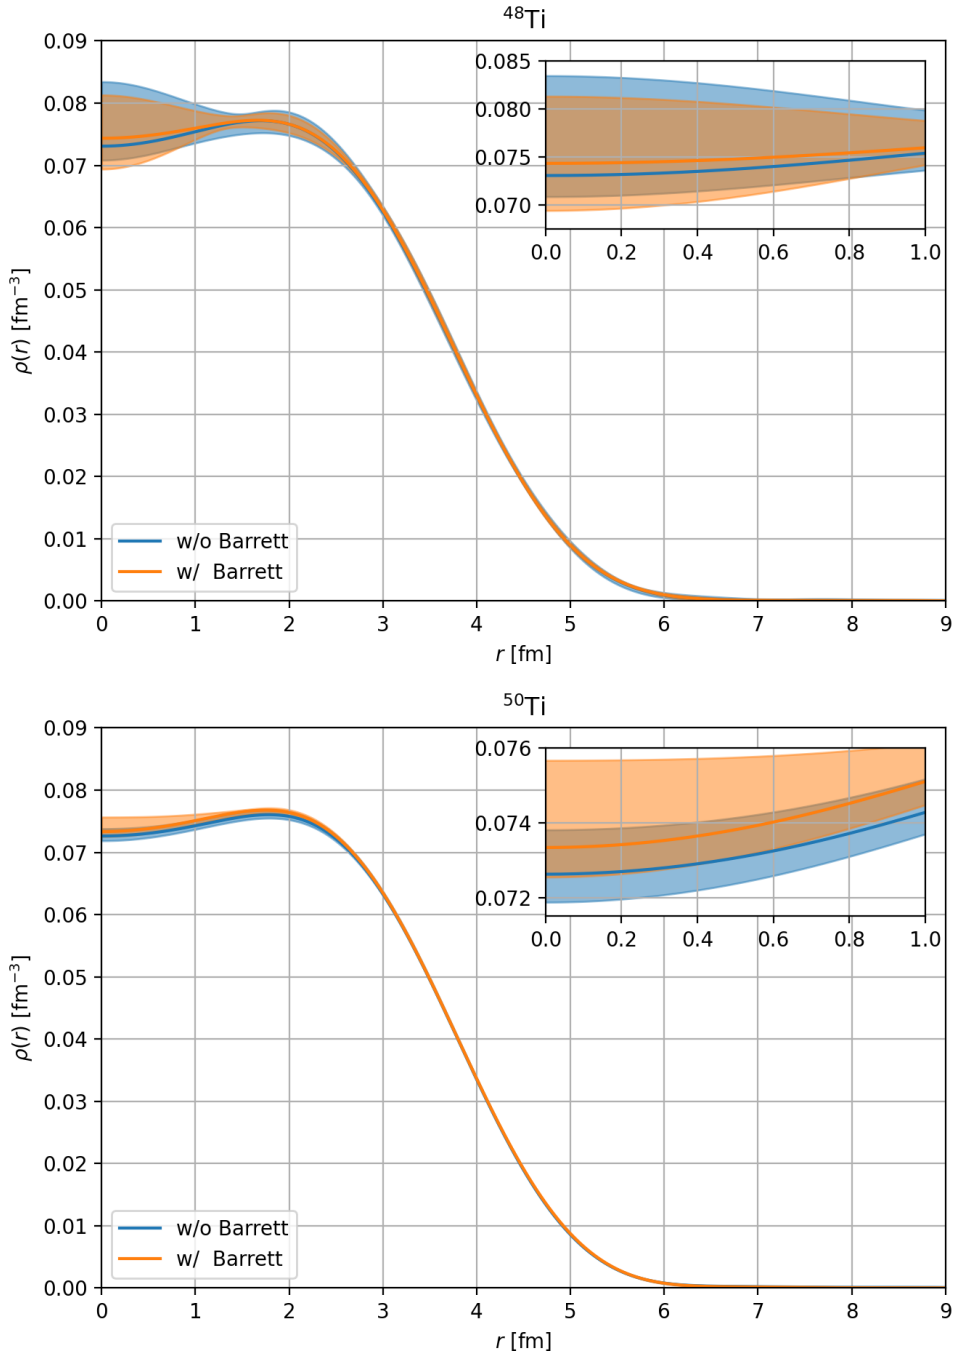 ⁴⁸Ti
0.09
0.08
0.07
0.06
0.05
0.04
0.03
0.02
0.01
0.00
ρ(r) [fm⁻³]
0.085
0.080
0.075
0.070
0.0 0.2 0.4 0.6 0.8 1.0
w/o Barrett
w/ Barrett
0 1 2 3 4 5 6 7 8 9
r [fm]
⁵⁰Ti
0.09
0.08
0.07
0.06
0.05
0.04
0.03
0.02
0.01
0.00
ρ(r) [fm⁻³]
0.076
0.074
0.072
0.0 0.2 0.4 0.6 0.8 1.0
w/o Barrett
w/ Barrett
0 1 2 3 4 5 6 7 8 9
r [fm]